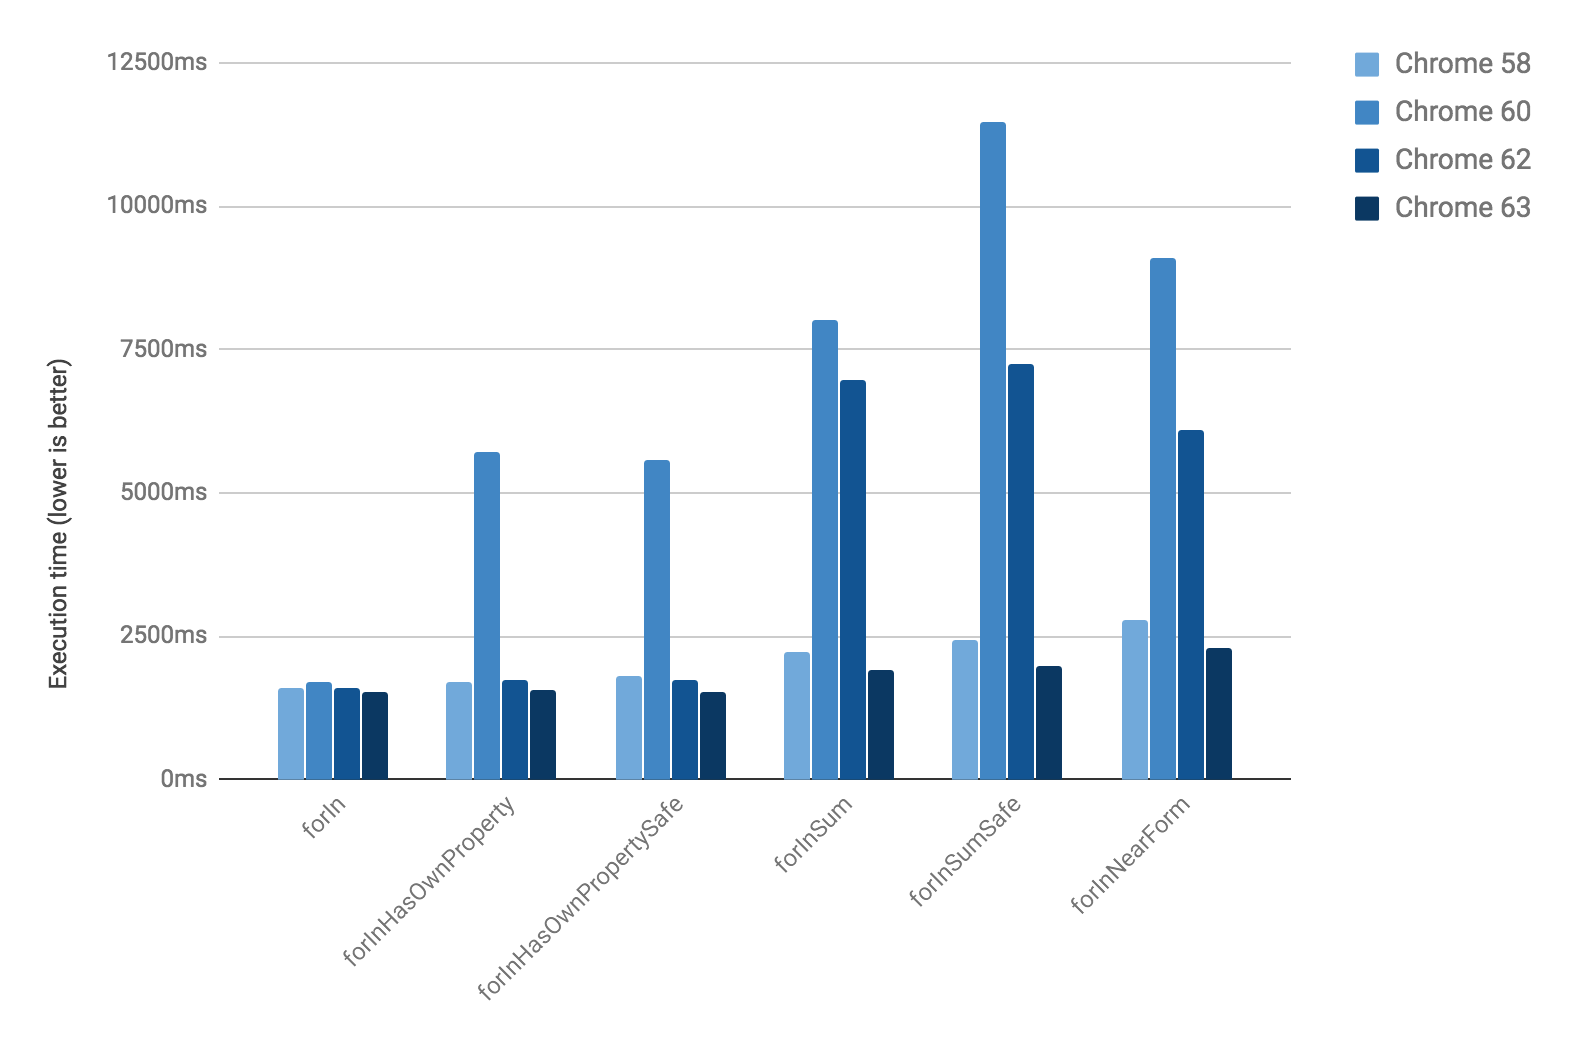 12500ms
10000ms
7500ms
5000ms
2500ms
0ms
Execution time (lower is better)
forIn
forInHasOwnProperty
forInHasOwnPropertySafe
forInSum
forInSumSafe
forInNearForm
Chrome 58
Chrome 60
Chrome 62
Chrome 63